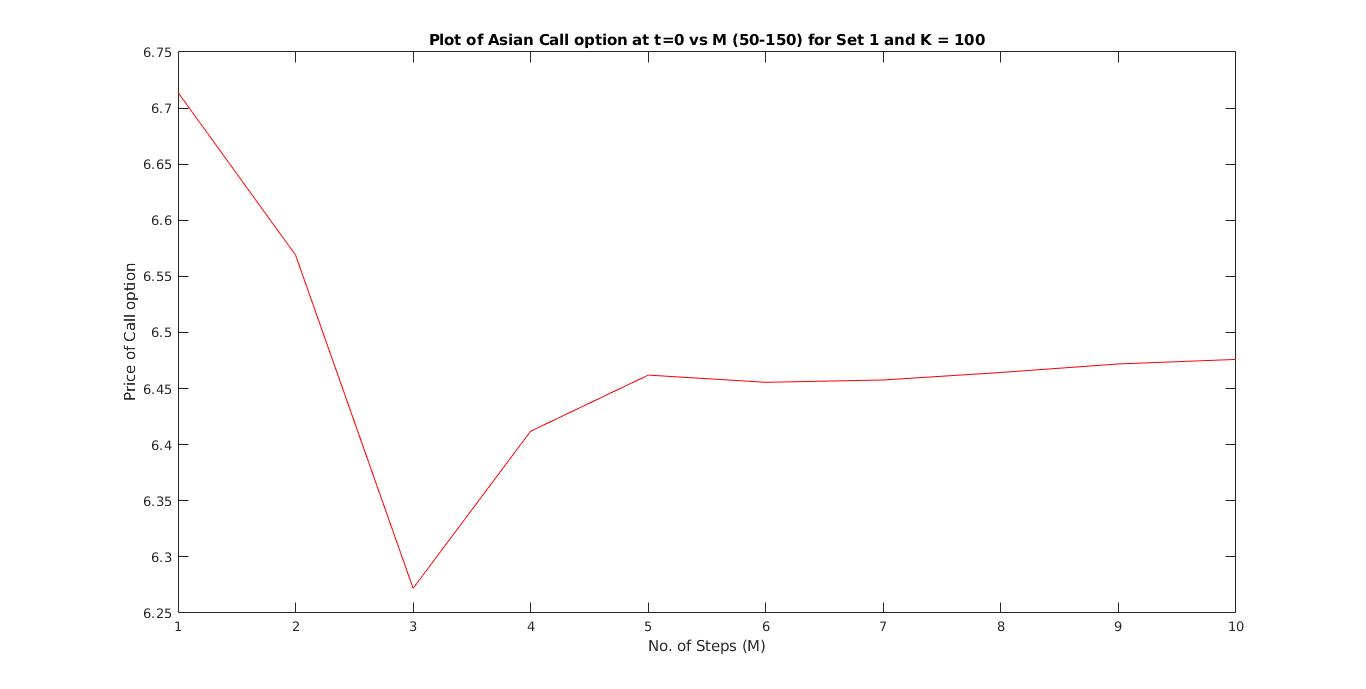 Plot of Asian Call option at t=0 vs M (50-150) for Set 1 and K = 100
6.75
6.7
6.65
6.6
6.55
6.5
6.45
6.4
6.35
6.3
6.25
Price of Call option
1 2 3 4 5 6 7 8 9 10
No. of Steps (M)